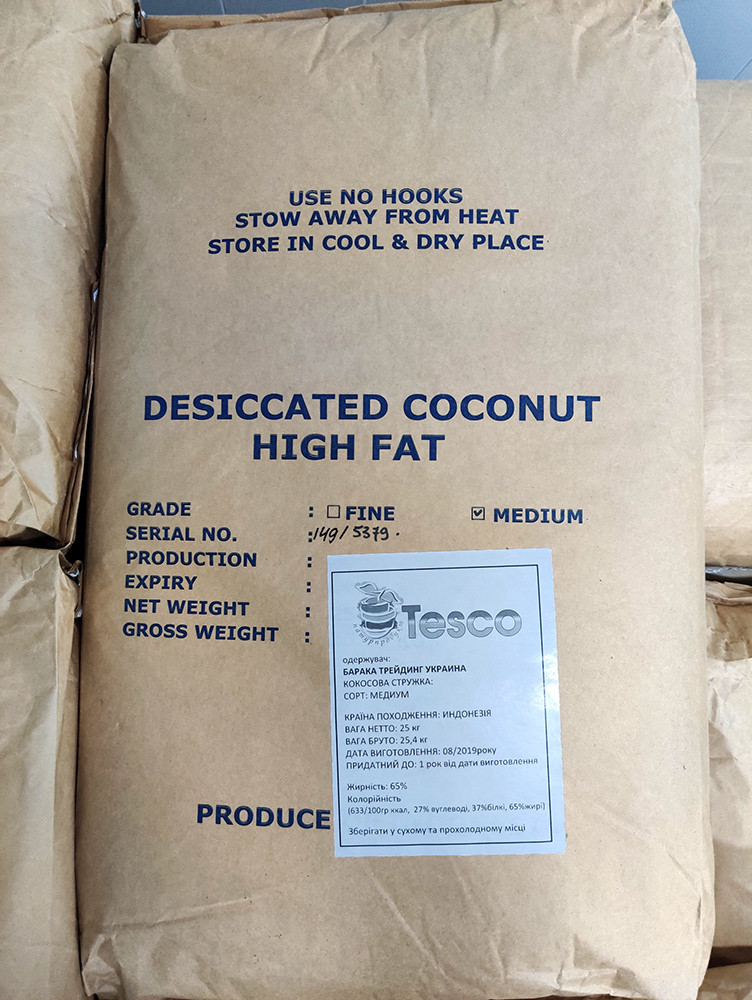 USE NO HOOKS
STOW AWAY FROM HEAT
STORE IN COOL & DRY PLACE
DESICCATED COCONUT
HIGH FAT
GRADE : ☐ FINE ☑ MEDIUM
SERIAL NO. : 149/5379.
PRODUCTION :
EXPIRY :
NET WEIGHT :
GROSS WEIGHT :
Tesco
натурпродукт
одержувач:
БАРАКА ТРЕЙДИНГ УКРАИНА
КОКОСОВА СТРУЖКА:
СОРТ: МЕДИУМ
КРАЇНА ПОХОДЖЕННЯ: ИНДОНЕЗІЯ
ВАГА НЕТТО: 25 кг
ВАГА БРУТО: 25,4 кг
ДАТА ВИГОТОВЛЕННЯ: 08/2019року
ПРИДАТНИЙ ДО: 1 рок від дати виготовлення
Жирність: 65%
Колорійність
(633/100гр ккал, 27% вуглеводі, 37%білкі, 65%жирі)
Зберігати у сухому та прохолодному місці
PRODUCE